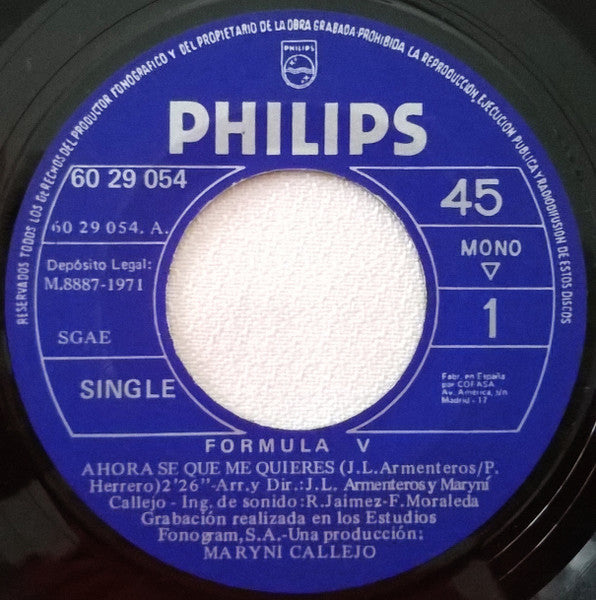 RESERVADOS TODOS LOS DERECHOS DEL PRODUCTOR FONOGRAFICO Y DEL PROPIETARIO DE LA OBRA GRABADA·PROHIBIDA LA REPRODUCCION, EJECUCION PUBLICA Y RADIODIFUSION DE ESTOS DISCOS
PHILIPS
PHILIPS
60 29 054
60 29 054. A.
Depósito Legal:
M.8887-1971
SGAE
SINGLE
45
MONO
1
Fabr. en España
por COFASA
Av. América, s/n
Madrid - 17
FORMULA V
AHORA SE QUE ME QUIERES (J.L. Armenteros/P.
Herrero)2'26"-Arr.y Dir.:J.L. Armenteros y Maryní
Callejo - Ing. de sonido:R.Jaimez-F.Moraleda
Grabación realizada en los Estudios
Fonogram,S.A.-Una producción:
MARYNI CALLEJO